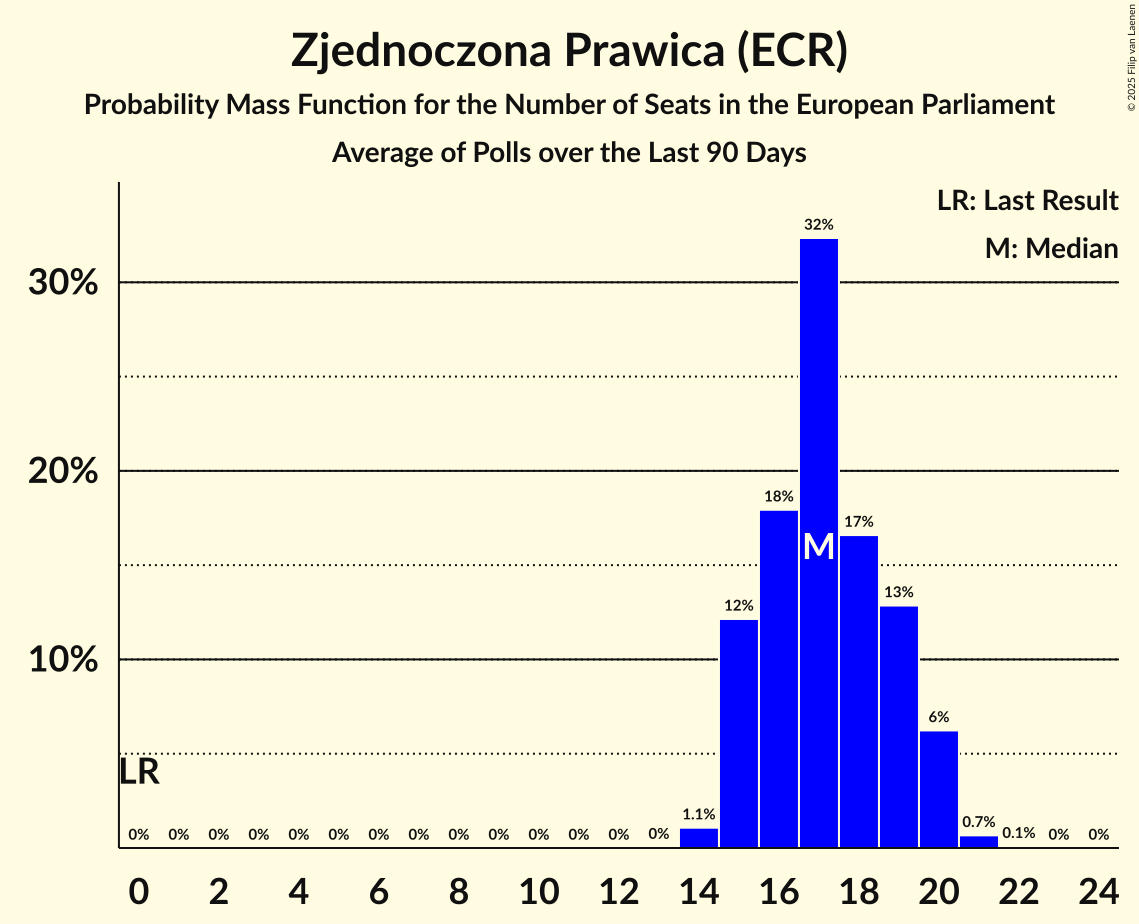 Zjednoczona Prawica (ECR)
Probability Mass Function for the Number of Seats in the European Parliament
Average of Polls over the Last 90 Days
© 2025 Filip van Laenen
LR: Last Result
M: Median
30%
20%
10%
32%
18%
M
17%
12%
13%
6%
LR
0% 0% 0% 0% 0% 0% 0% 0% 0% 0% 0% 0% 0% 0% 1.1% 0.7% 0.1% 0% 0%
0 2 4 6 8 10 12 14 16 18 20 22 24